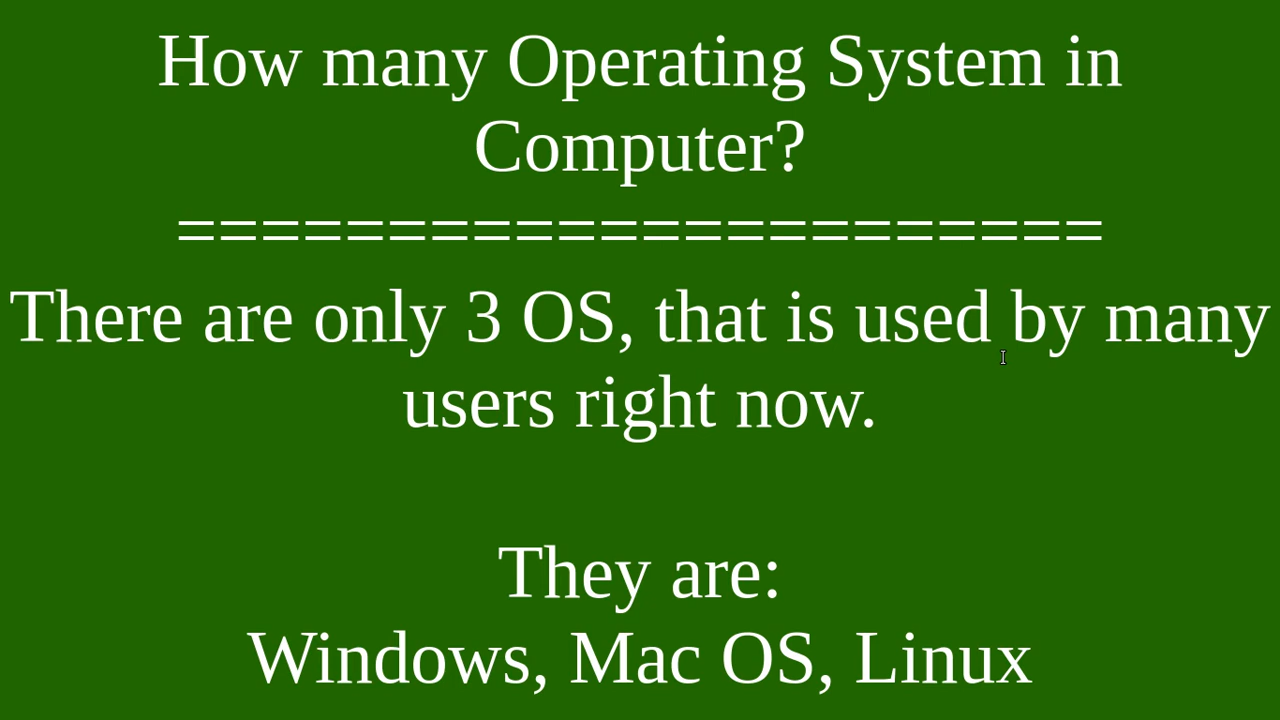 How many Operating System in
Computer?
======================
There are only 3 OS, that is used by many
users right now.
They are:
Windows, Mac OS, Linux